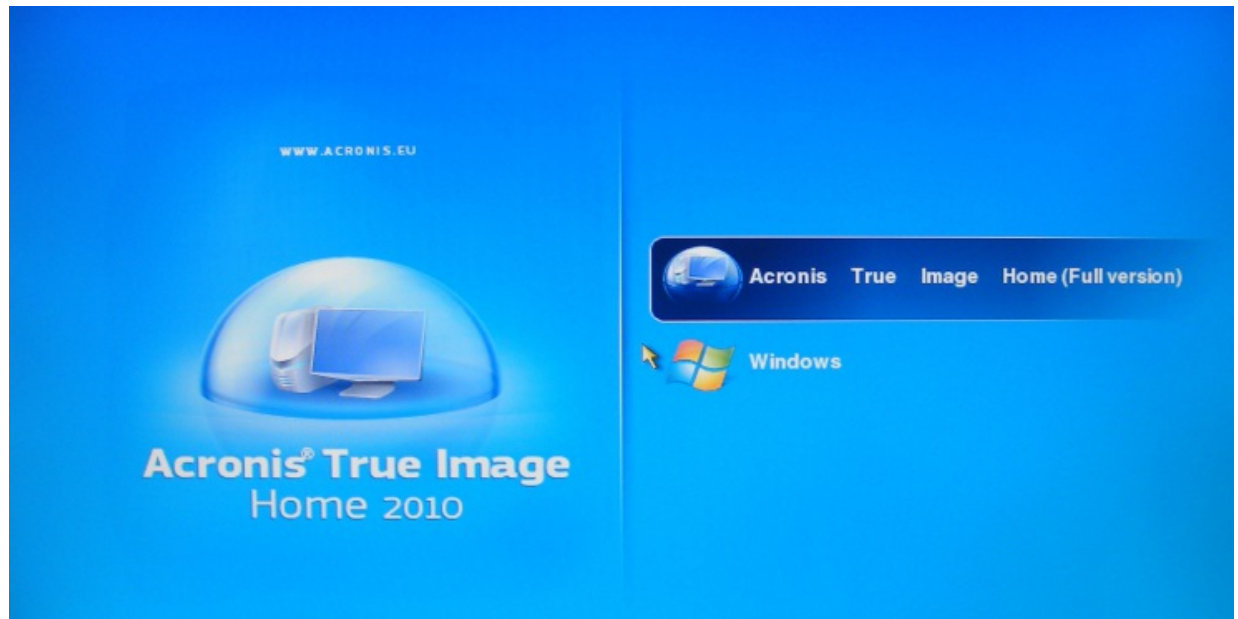 WWW.ACRONIS.EU
Acronis® True Image
Home 2010
Acronis True Image Home (Full version)
Windows